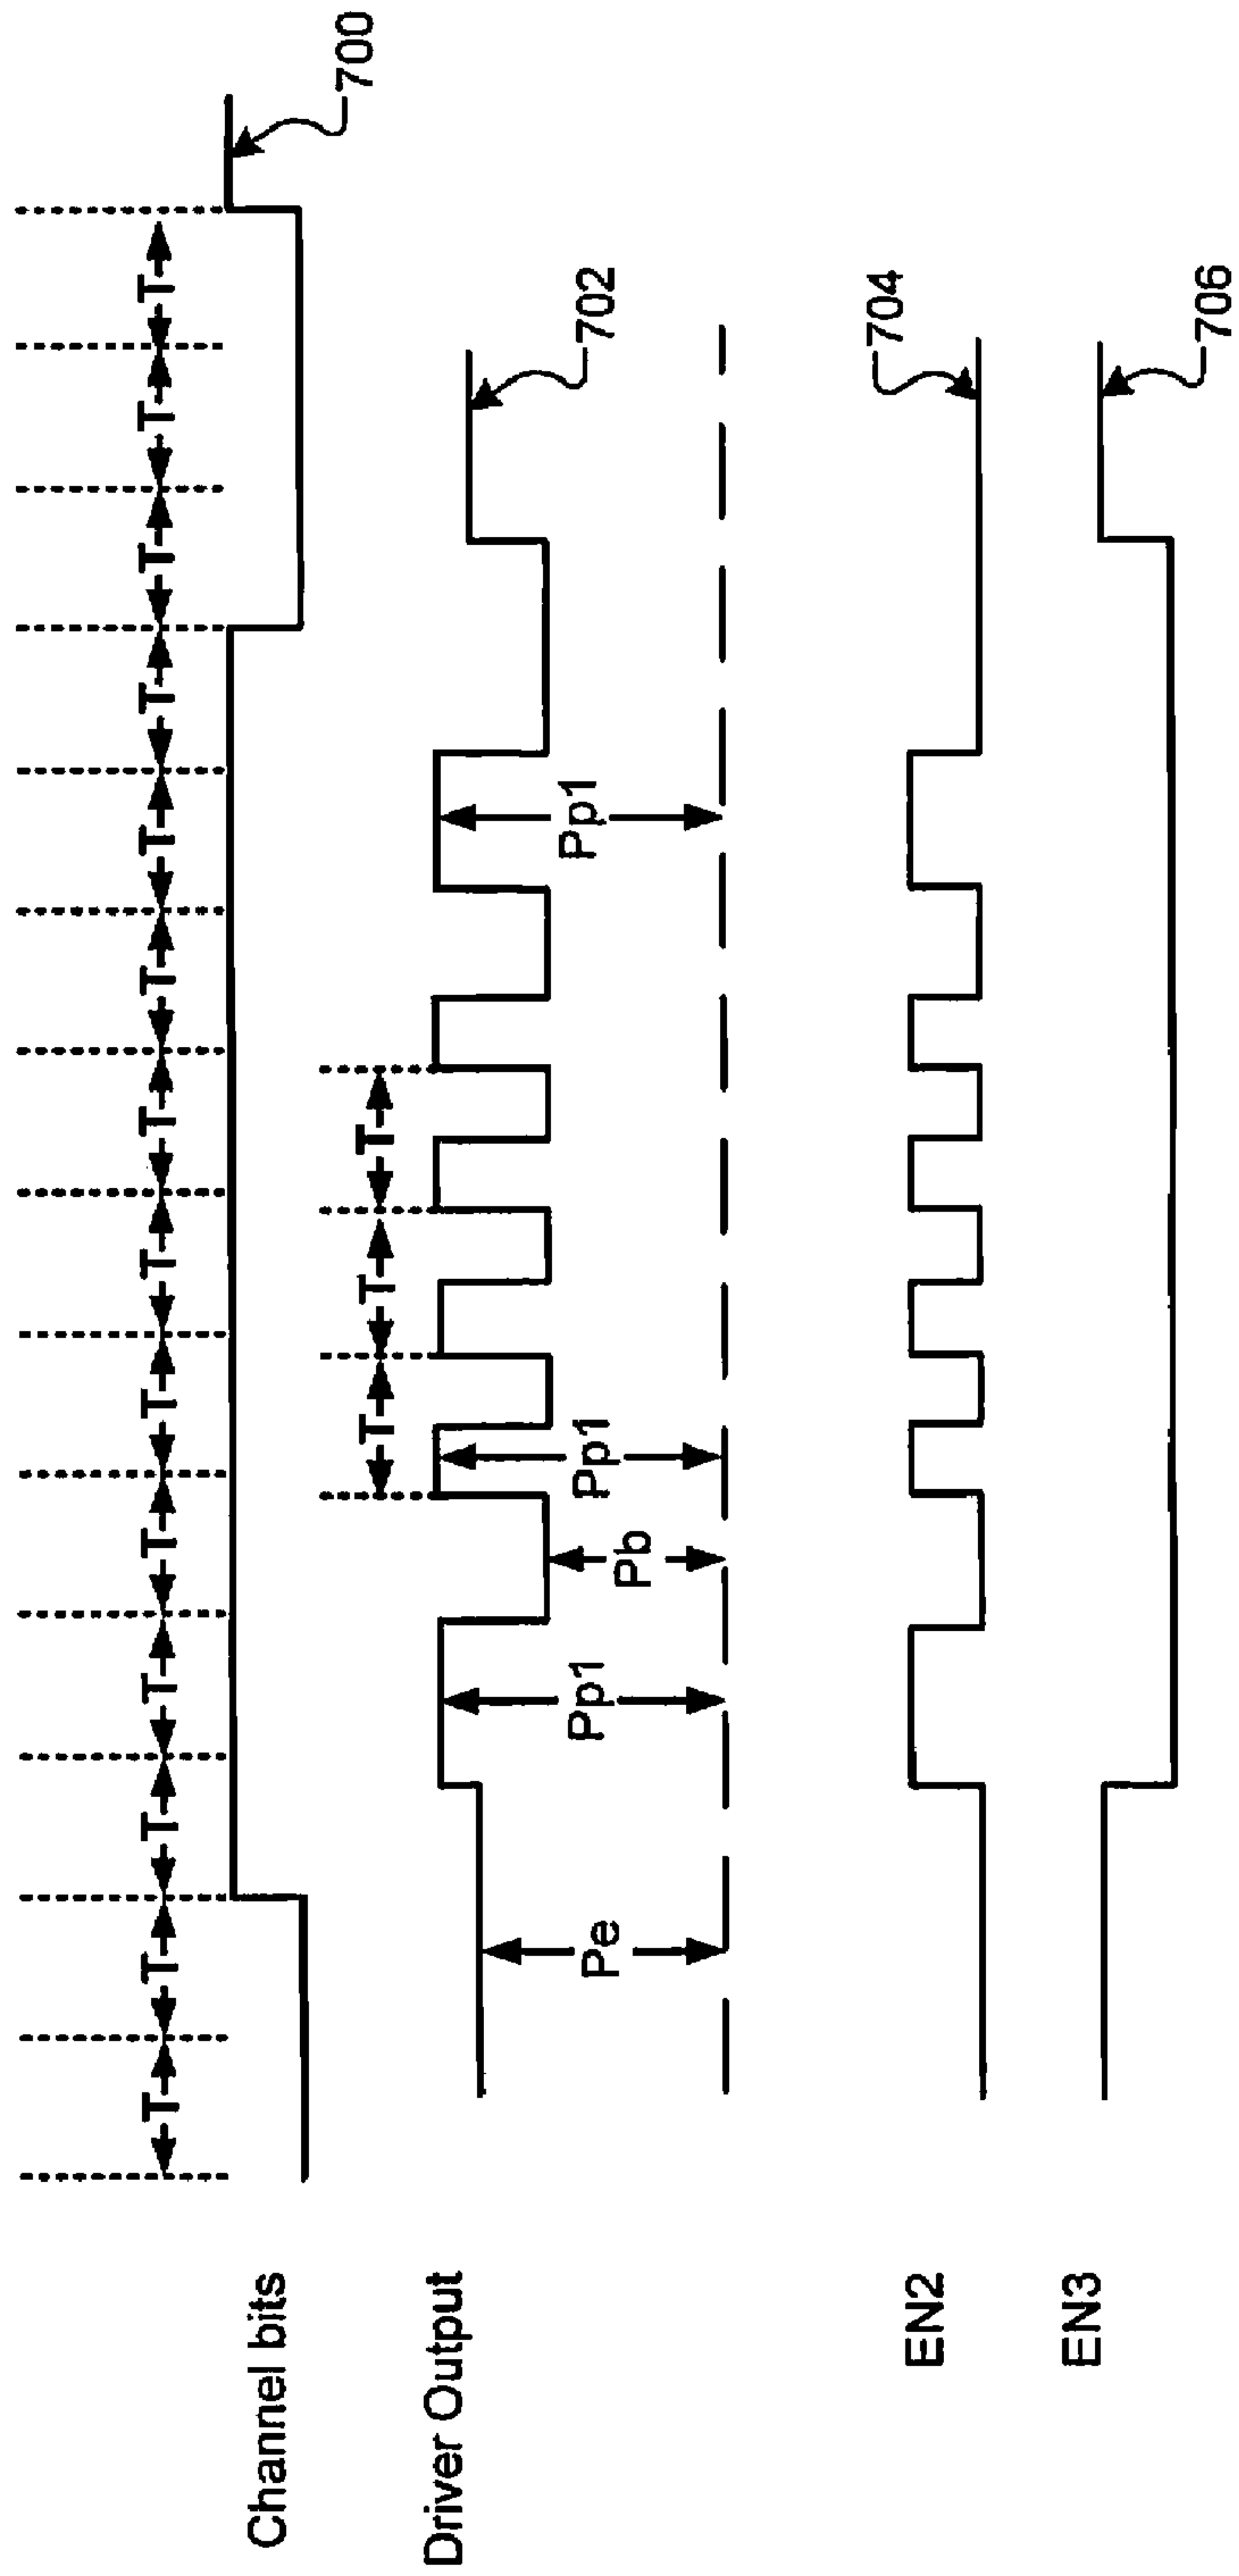 T T T T T T T T T T T T T T
Channel bits
700
T T T
Driver Output
Pe
Pp1
Pb
Pp1
Pp1
702
EN2
704
EN3
706